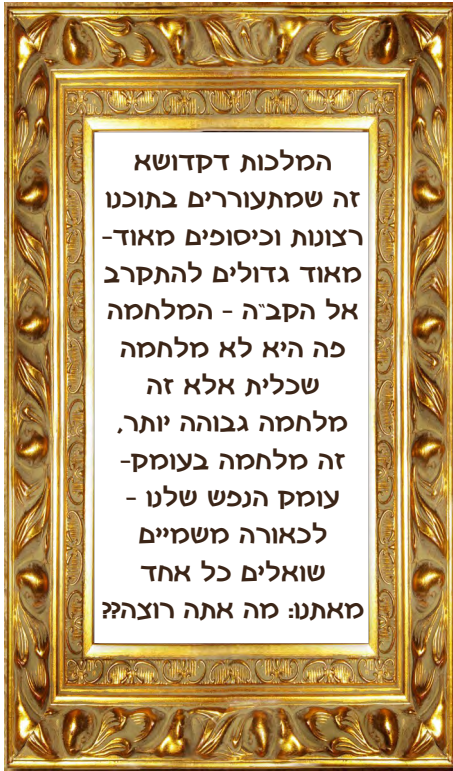 המלכות דקדושא
זה שמתעוררים בתוכנו
רצונות וכיסופים מאוד-
מאוד גדולים להתקרב
אל הקב"ה - המלחמה
פה היא לא מלחמה
שכלית אלא זה
מלחמה גבוהה יותר,
זה מלחמה בעומק-
עומק הנפש שלנו -
לכאורה משמיים
שואלים כל אחד
מאתנו: מה אתה רוצה??